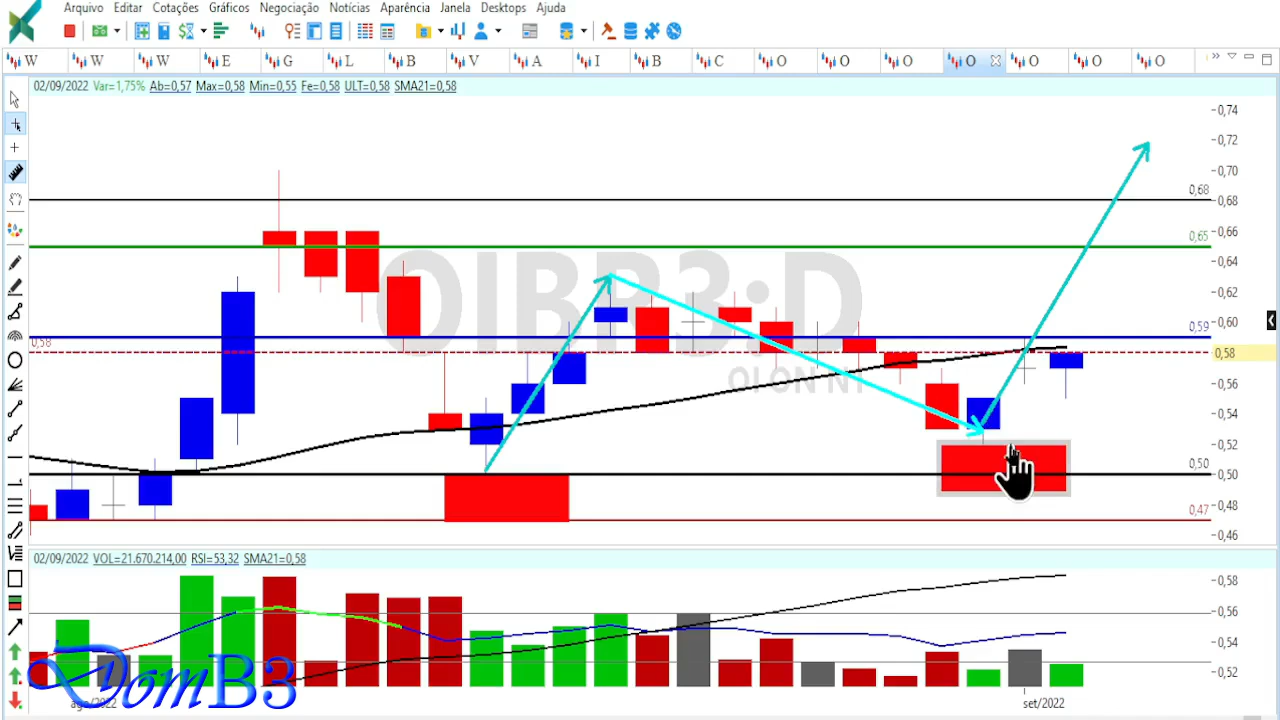 Arquivo Editar Cotações Gráficos Negociação Notícias Aparência Janela Desktops Ajuda
W W W E G L B V A I B C O O O O O O O
02/09/2022 Var=1,75% Ab=0,57 Max=0,58 Min=0,55 Fe=0,58 ULT=0,58 SMA21=0,58
0,74
0,72
0,70
0,68 0,68
0,66
0,65
0,64
OIBR3:D
0,62
0,60
0,59
0,58 0,58
OI ON N1
0,56
0,54
0,52
0,50 0,50
0,48
0,47
0,46
02/09/2022 VOL=21.670.214,00 RSI=53,32 SMA21=0,58
0,58
0,56
0,54
0,52
DomB3
ago/2022 set/2022